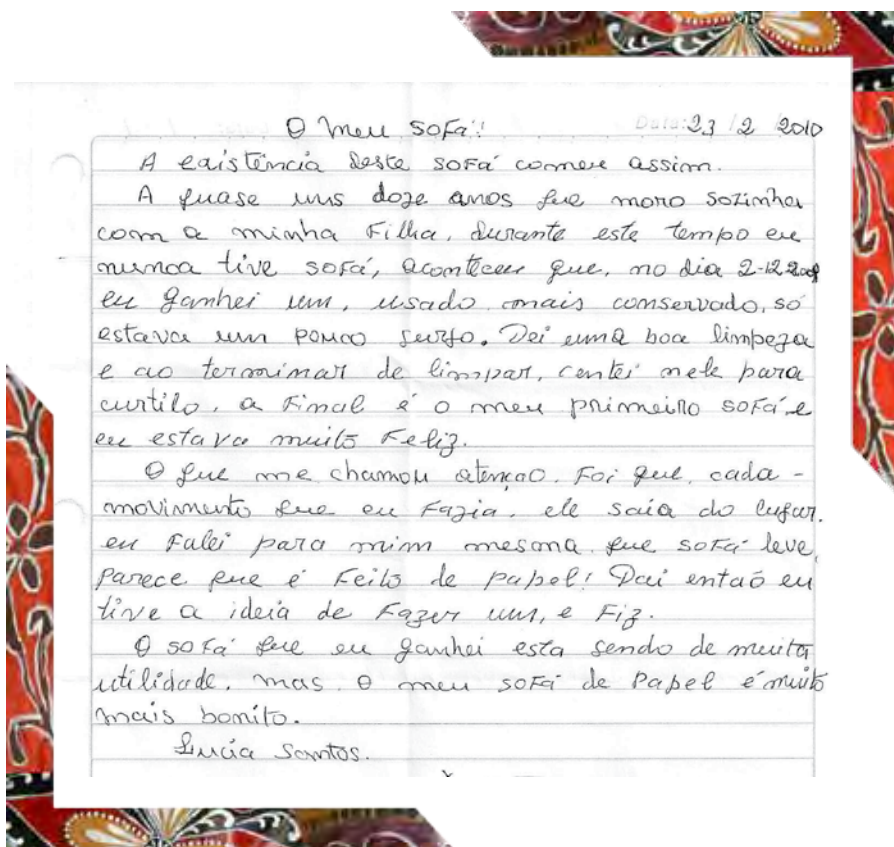 O meu sofá! Data: 23/2/2010
A existência deste sofá comece assim.
A quase uns doze anos que moro sozinha
com a minha Filha, durante este tempo eu
nunca tive sofá, aconteceu que, no dia 2-12-2009
eu ganhei um, usado mais conservado, só
estava um pouco surjo. Dei uma boa limpeza
e ao terminar de limpar, centei nele para
curtilo, a Final é o meu primeiro sofá e
eu estava muito Feliz.
O que me chamou atençao. Foi que, cada -
movimento que eu Fazia, ele saia do lugar.
eu Falei para mim mesma que sofá leve,
parece que é Feito de papel! Dai entaõ eu
tive a ideia de Fazer um, e Fiz.
O sofá que eu ganhei esta sendo de muita
utilidade, mas o meu sofá de Papel é muito
mais bonito.
Lucia Santos.